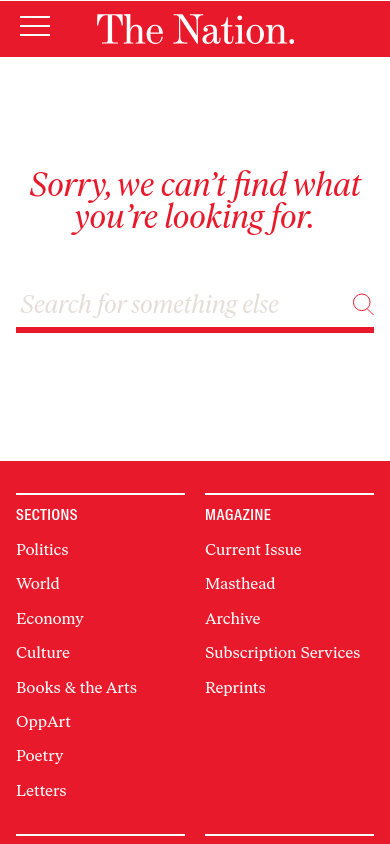 The Nation.
Sorry, we can’t find what
you’re looking for.
Search for something else
SECTIONS
Politics
World
Economy
Culture
Books & the Arts
OppArt
Poetry
Letters
MAGAZINE
Current Issue
Masthead
Archive
Subscription Services
Reprints